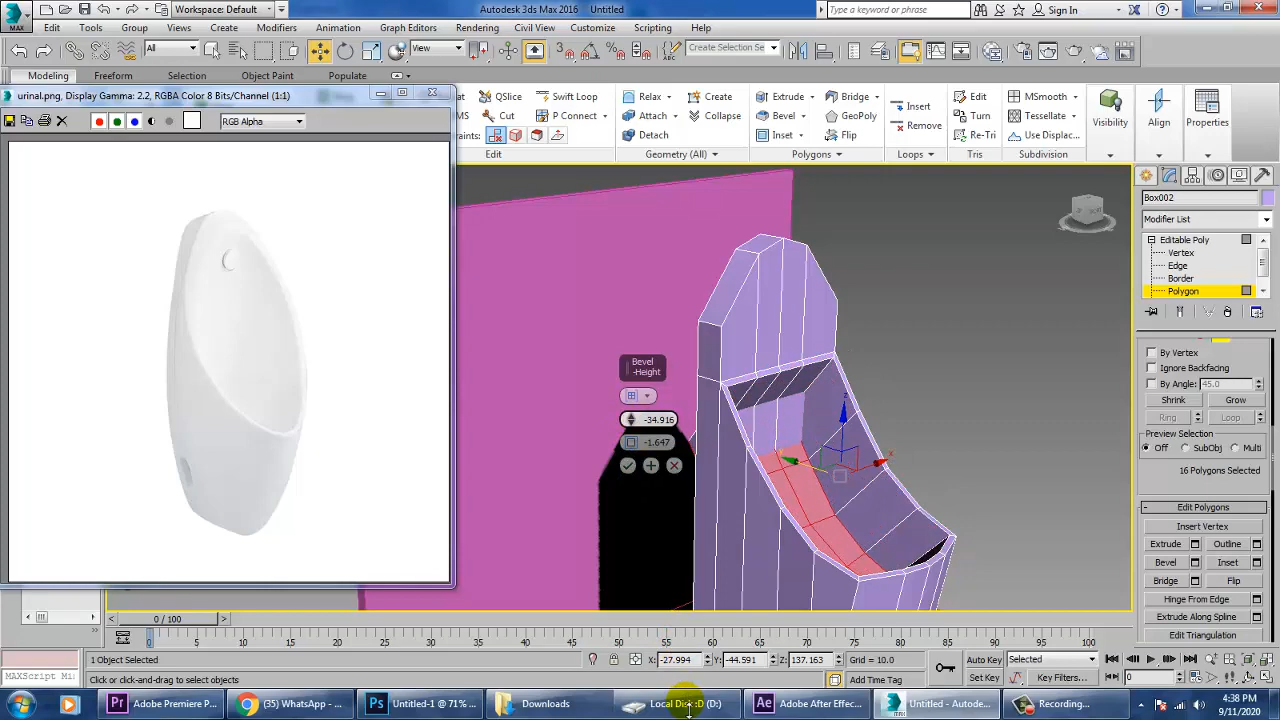 MAX
Workspace: Default
Autodesk 3ds Max 2016 Untitled
Type a keyword or phrase
Sign In
Edit Tools Group Views Create Modifiers Animation Graph Editors Rendering Civil View Customize Scripting Help
All View Create Selection Se
Modeling Freeform Selection Object Paint Populate
urinal.png, Display Gamma: 2.2, RGBA Color 8 Bits/Channel (1:1)
RGB Alpha
QSlice Swift Loop
MS Cut P Connect
Edit
Relax Create
Attach Collapse
Detach
Geometry (All)
Extrude Bridge
Bevel GeoPoly
Inset Flip
Polygons
Insert
Remove
Loops
Edit
Turn
Re-Tri
Tris
MSmooth
Tessellate
Use Displac...
Subdivision
Visibility
Align
Properties
Box002
Modifier List
Editable Poly
Vertex
Edge
Border
Polygon
By Vertex
Ignore Backfacing
By Angle: 45.0
Shrink Grow
Ring Loop
Preview Selection
Off SubObj Multi
16 Polygons Selected
Edit Polygons
Insert Vertex
Extrude Outline
Bevel Inset
Bridge Flip
Hinge From Edge
Extrude Along Spline
Edit Triangulation
Bevel
-Height
-34.916
-1.647
z
x
0 / 100
0 5 10 15 20 25 30 35 40 45 50 55 60 65 70 75 80 85 90 95 100
MAXScript Mi:
1 Object Selected
Click or click-and-drag to select objects
X: -27.994 Y: -44.591 Z: 137.163 Grid = 10.0
Add Time Tag
Auto Key Selected
Set Key Key Filters...
0
Premiere P...
(35) WhatsApp - ...
Untitled-1 @ 71% ...
Downloads
Local Disk :D (D:)
After Effec...
Untitled - Autodesk...
Recording...
4:38 PM
9/11/2020